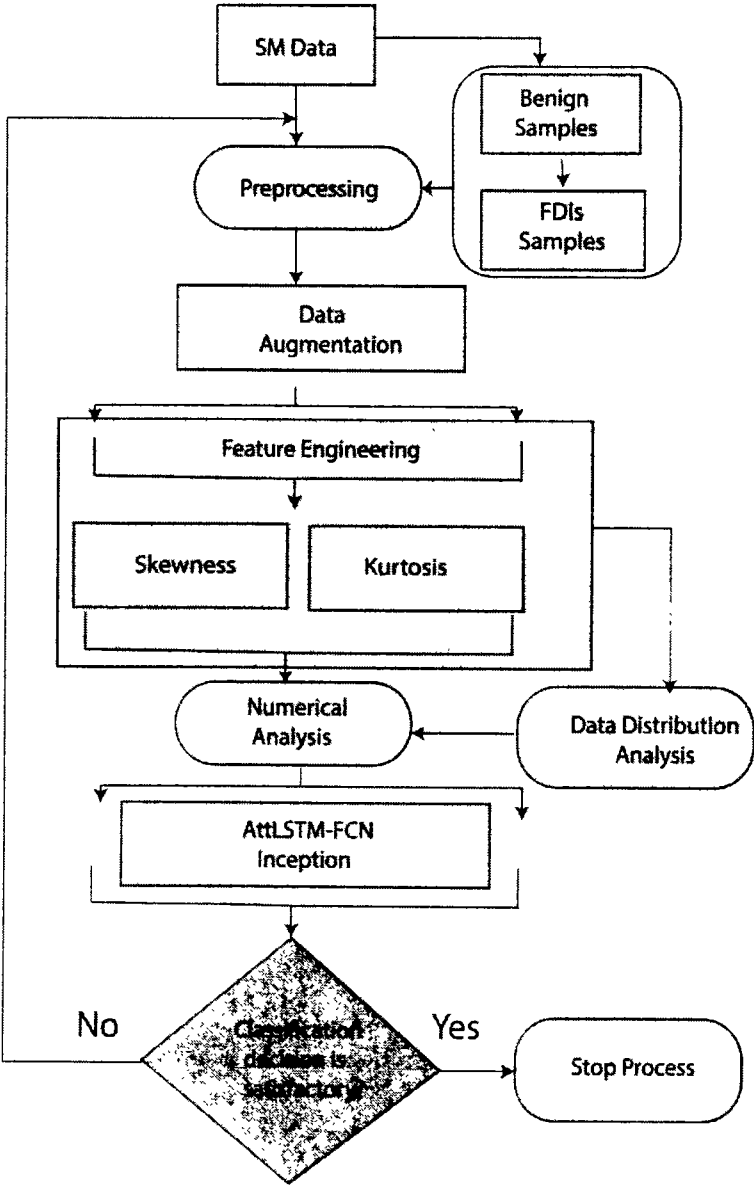 SM Data
Benign
Samples
Preprocessing
FDIs
Samples
Data
Augmentation
Feature Engineering
Skewness
Kurtosis
Numerical
Analysis
Data Distribution
Analysis
AttLSTM-FCN
Inception
No
Yes
Classification
decision is
satisfactory?
Stop Process